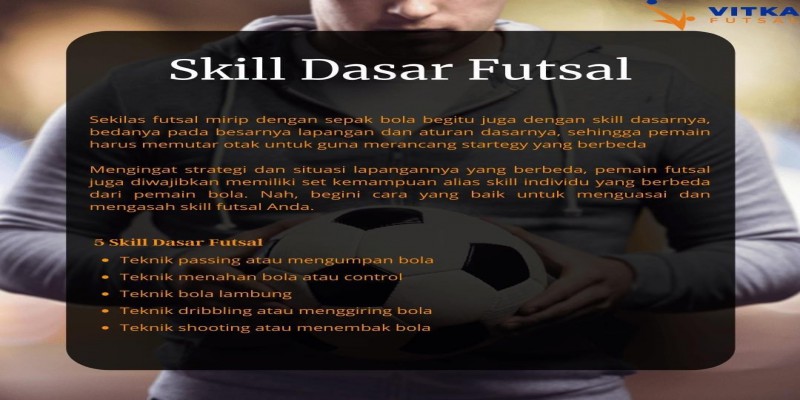 VITKA
FUTSAL
Skill Dasar Futsal
Sekilas futsal mirip dengan sepak bola begitu juga dengan skill dasarnya,
bedanya pada besarnya lapangan dan aturan dasarnya, sehingga pemain
harus memutar otak untuk guna merancang startegy yang berbeda
Mengingat strategi dan situasi lapangannya yang berbeda, pemain futsal
juga diwajibkan memiliki set kemampuan alias skill individu yang berbeda
dari pemain bola. Nah, begini cara yang baik untuk menguasai dan
mengasah skill futsal Anda.
5 Skill Dasar Futsal
• Teknik passing atau mengumpan bola
• Teknik menahan bola atau control
• Teknik bola lambung
• Teknik dribbling atau menggiring bola
• Teknik shooting atau menembak bola